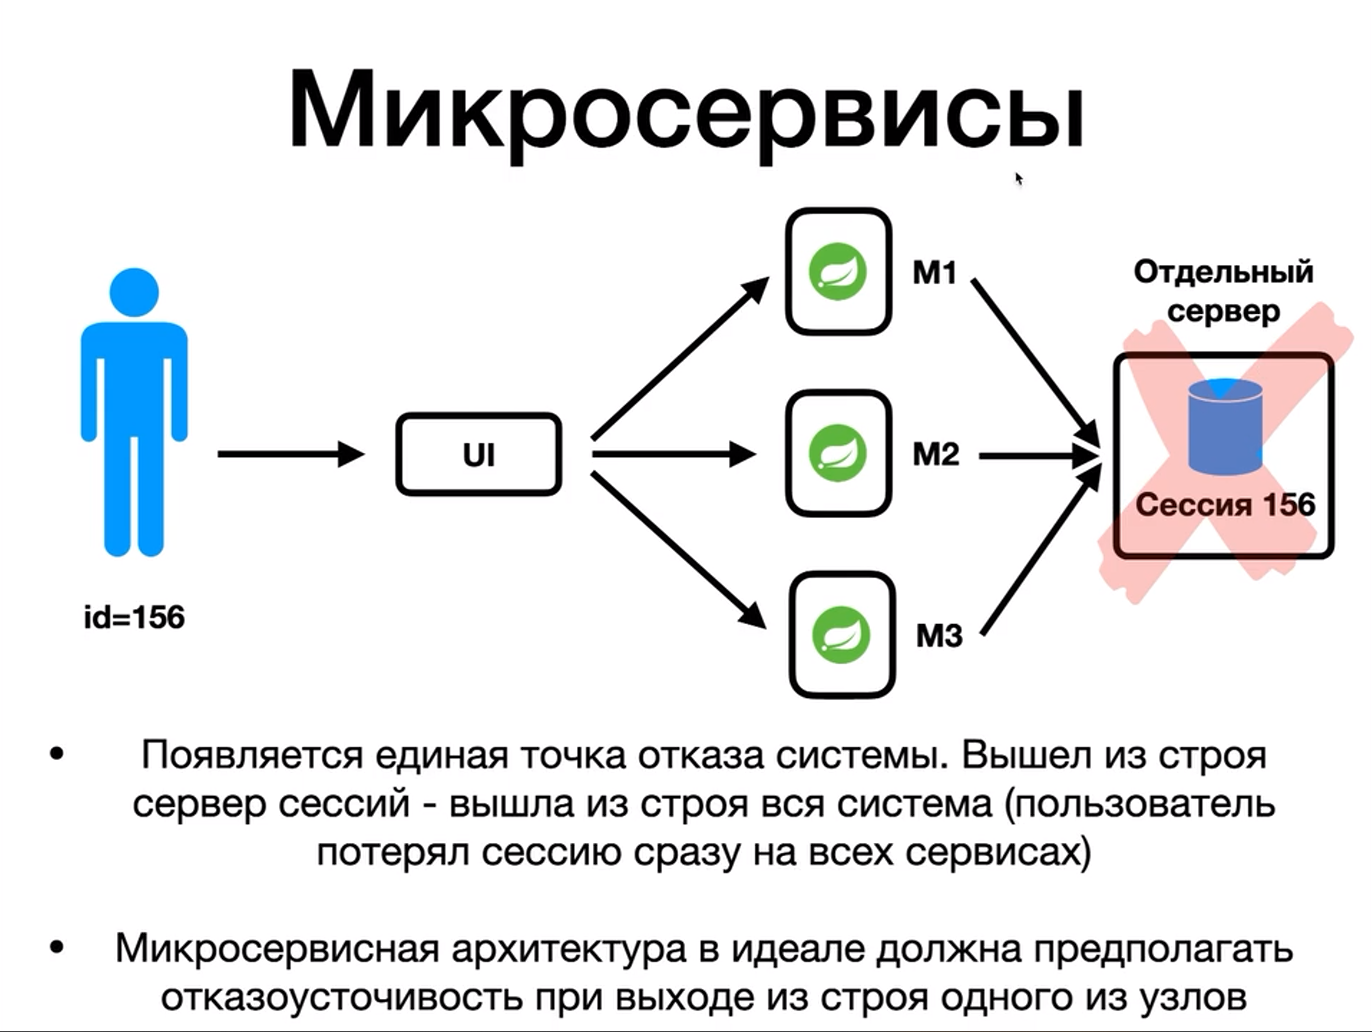 Микросервисы
M1
Отдельный
сервер
UI
M2
Сессия 156
id=156
M3
• Появляется единая точка отказа системы. Вышел из строя
сервер сессий - вышла из строя вся система (пользователь
потерял сессию сразу на всех сервисах)
• Микросервисная архитектура в идеале должна предполагать
отказоусточивость при выходе из строя одного из узлов